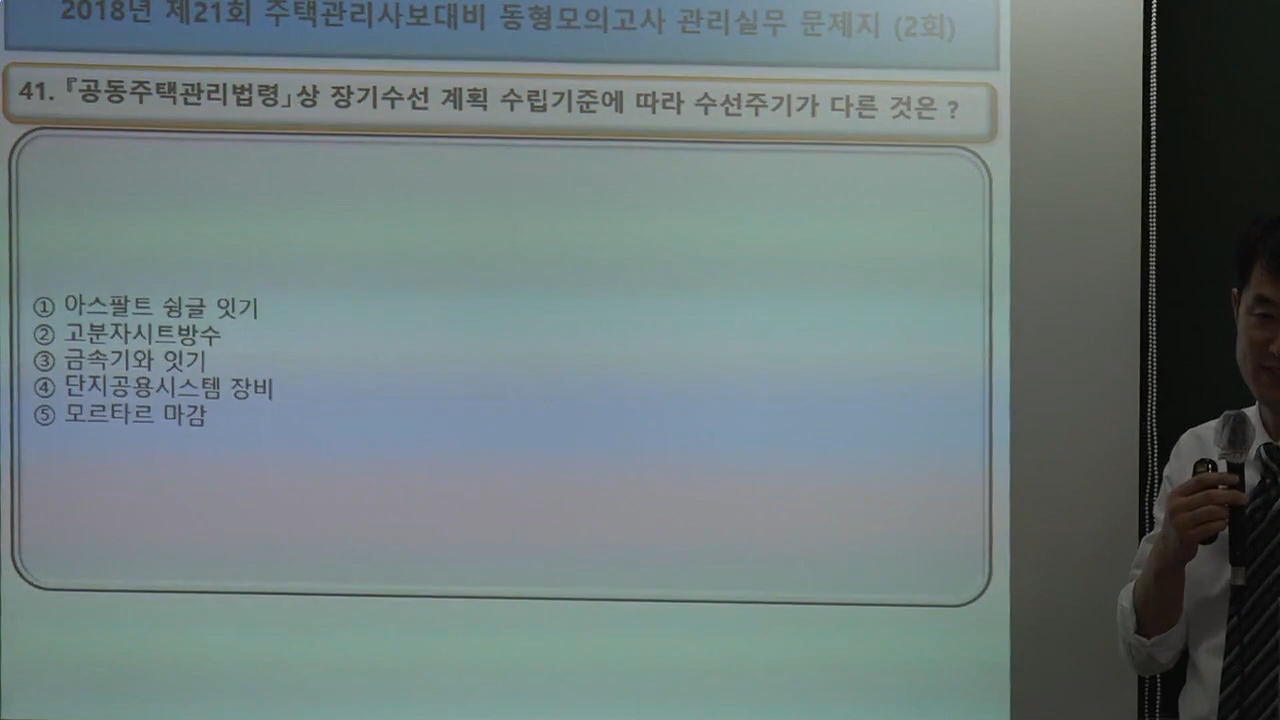 2018년 제21회 주택관리사보대비 동형모의고사 관리실무 문제지 (2회)
41. 『공동주택관리법령」상 장기수선 계획 수립기준에 따라 수선주기가 다른 것은 ?
① 아스팔트 슁글 잇기
② 고분자시트방수
③ 금속기와 잇기
④ 단지공용시스템 장비
⑤ 모르타르 마감